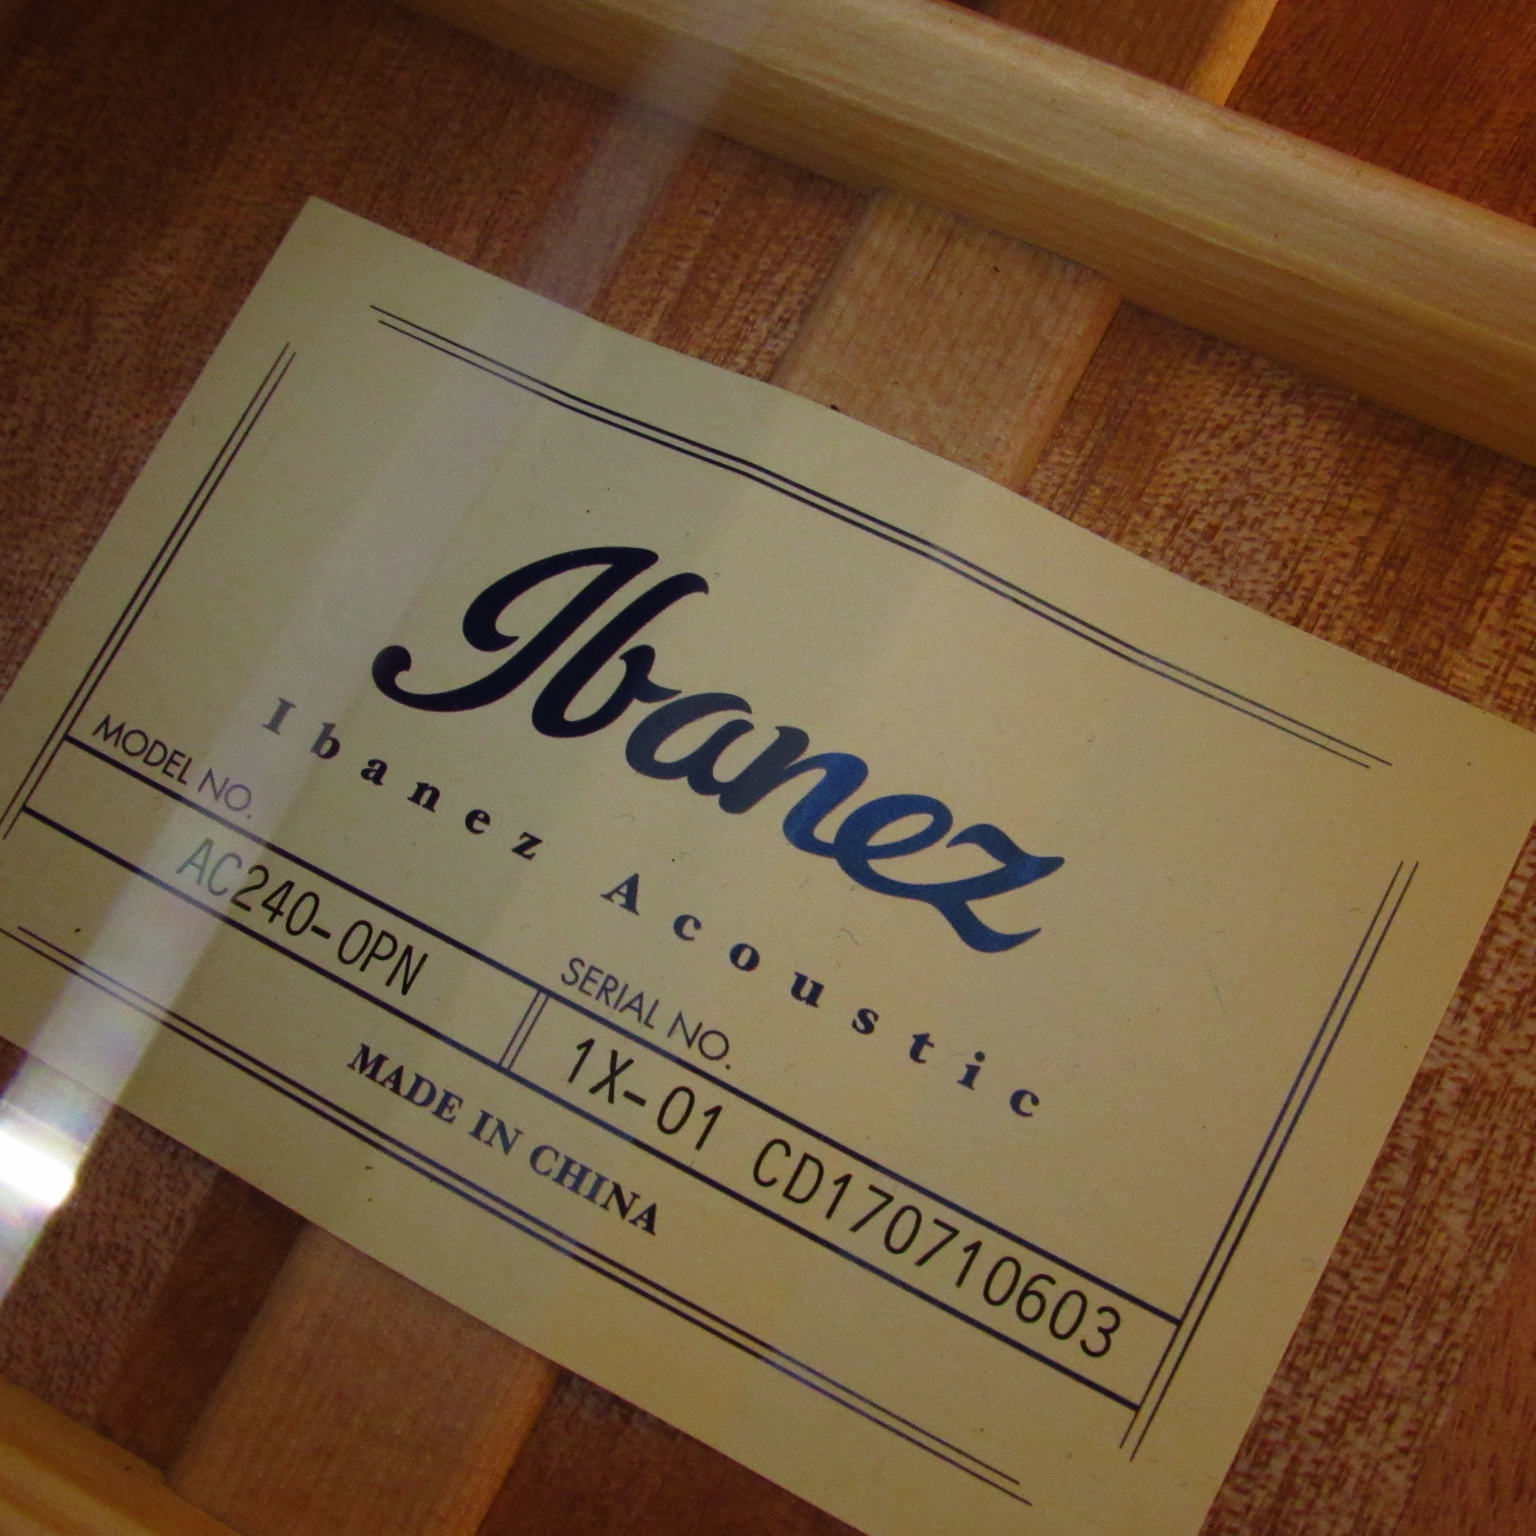 Ibanez
Ibanez Acoustic
MODEL NO.
AC240-OPN
SERIAL NO.
1X-01 CD170710603
MADE IN CHINA